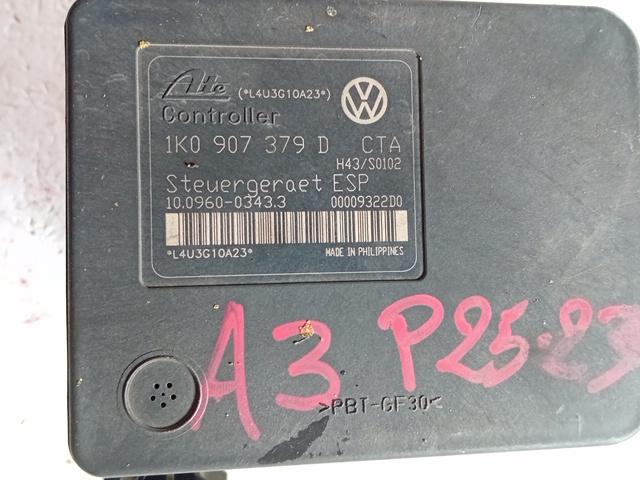 Ate (*L4U3G10A23*)
Controller
1K0 907 379 D CTA
H43/S0102
Steuergeraet ESP
10.0960-0343.3 00009322D0
*L4U3G10A23* MADE IN PHILIPPINES
A3 P25.23
>PBT-GF30<